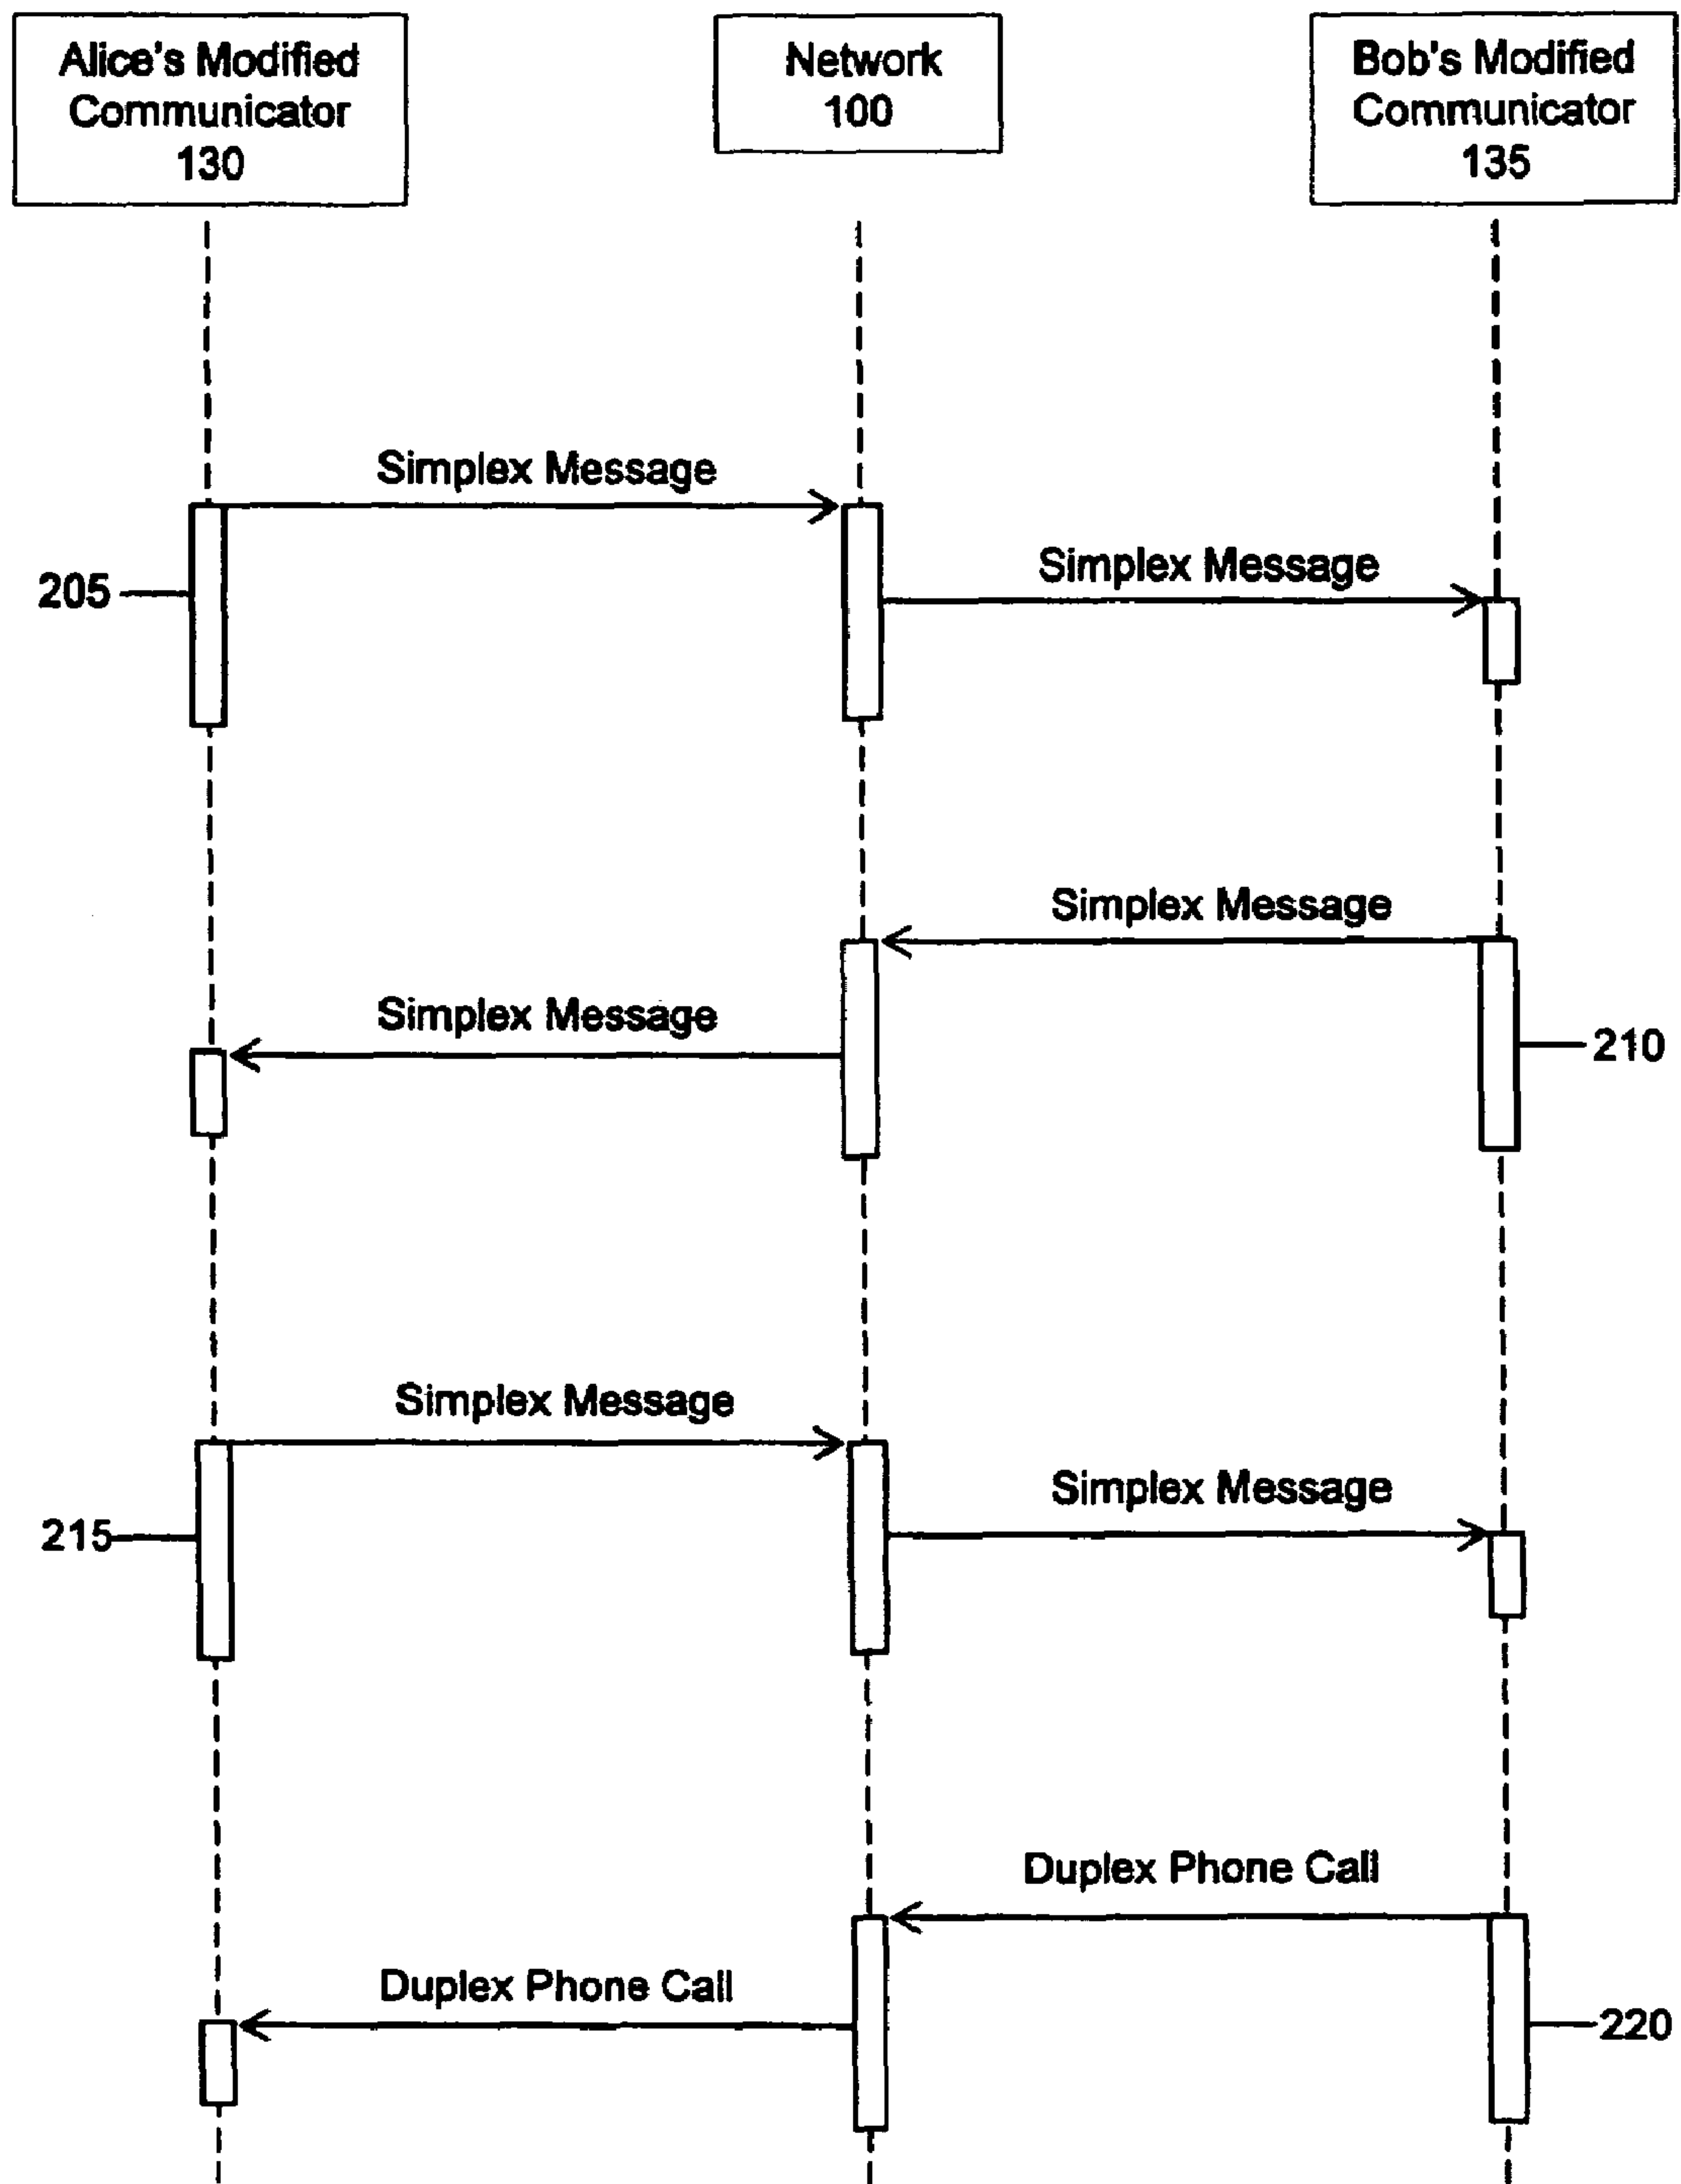 Alice's Modified
Communicator
130
Network
100
Bob's Modified
Communicator
135
Simplex Message
Simplex Message
205
Simplex Message
Simplex Message
210
Simplex Message
Simplex Message
215
Duplex Phone Call
Duplex Phone Call
220